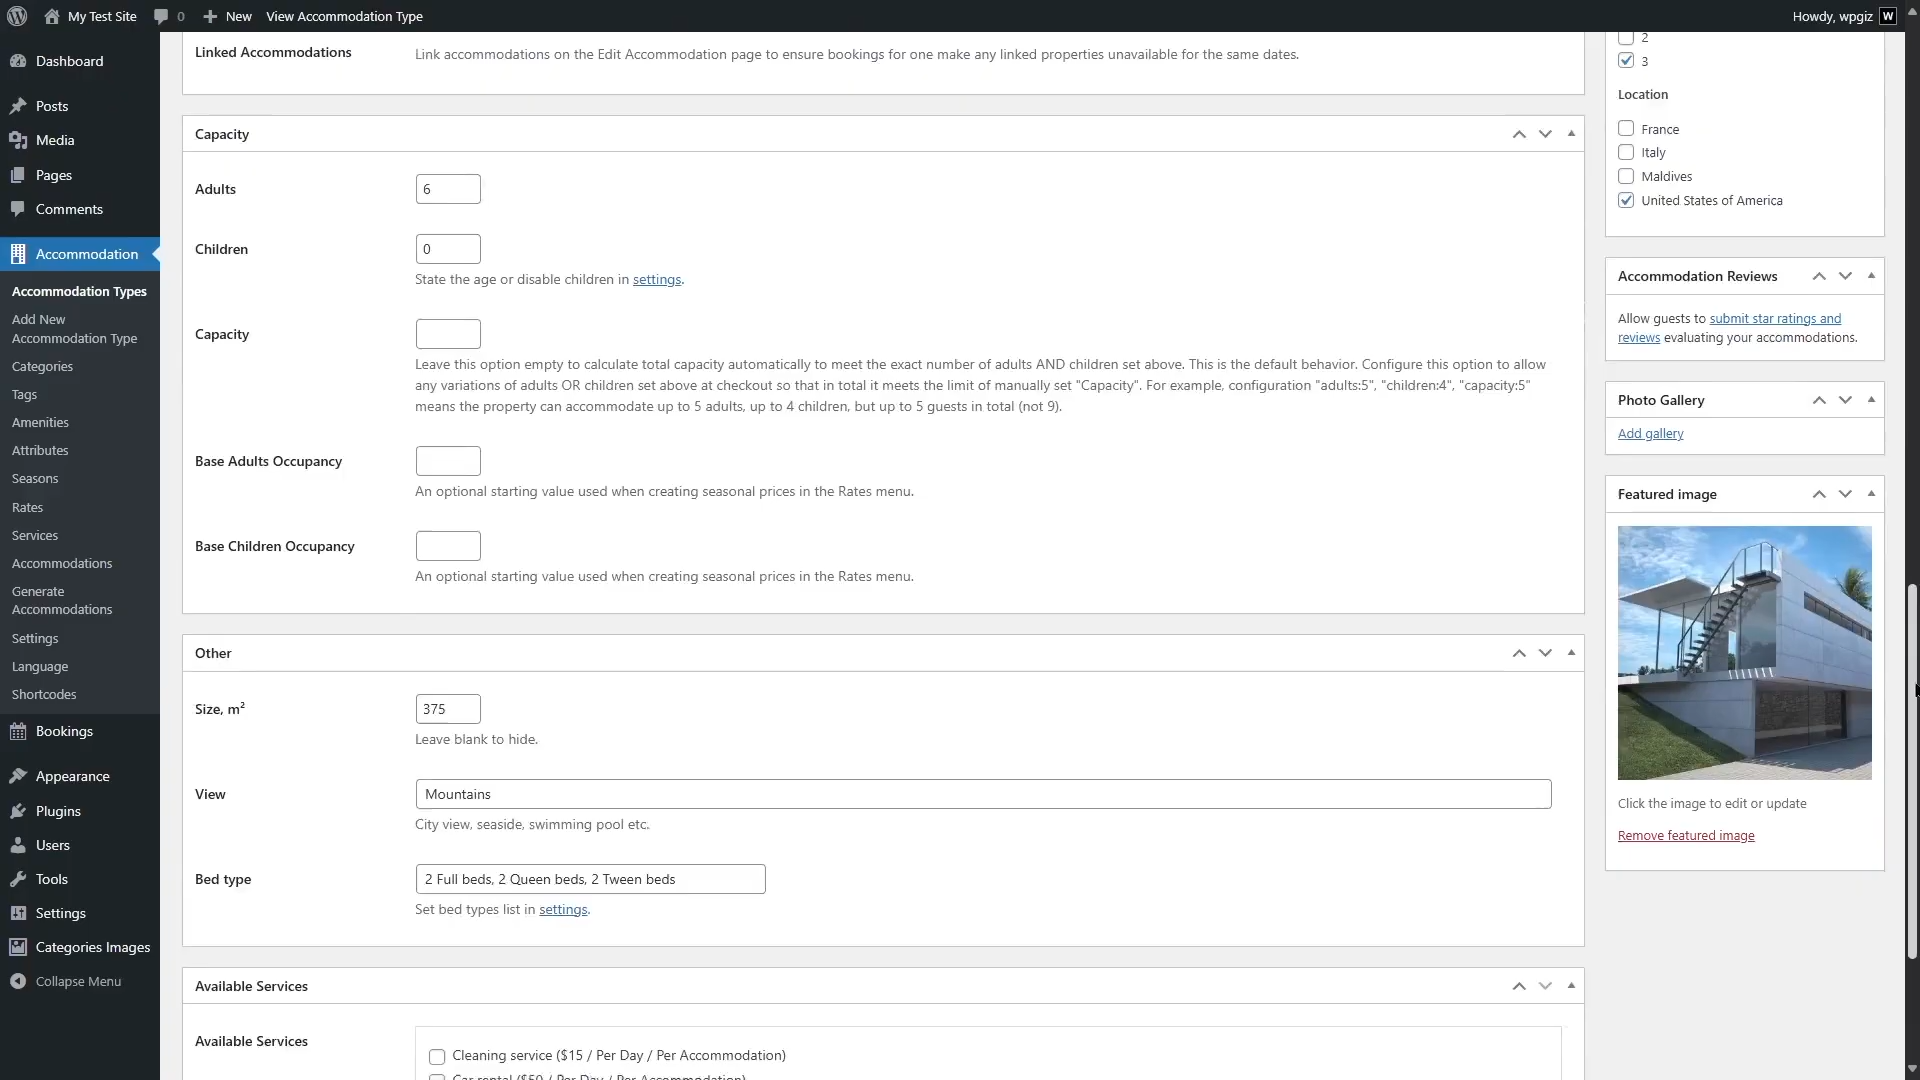 My Test Site
0
New
View Accommodation Type
Howdy, wpgiz
Dashboard
Posts
Media
Pages
Comments
Accommodation
Accommodation Types
Add New
Accommodation Type
Categories
Tags
Amenities
Attributes
Seasons
Rates
Services
Accommodations
Generate
Accommodations
Settings
Language
Shortcodes
Bookings
Appearance
Plugins
Users
Tools
Settings
Categories Images
Collapse Menu
Linked Accommodations
Link accommodations on the Edit Accommodation page to ensure bookings for one make any linked properties unavailable for the same dates.
Capacity
Adults
6
Children
0
State the age or disable children in settings.
Capacity
Leave this option empty to calculate total capacity automatically to meet the exact number of adults AND children set above. This is the default behavior. Configure this option to allow
any variations of adults OR children set above at checkout so that in total it meets the limit of manually set "Capacity". For example, configuration "adults:5", "children:4", "capacity:5"
means the property can accommodate up to 5 adults, up to 4 children, but up to 5 guests in total (not 9).
Base Adults Occupancy
An optional starting value used when creating seasonal prices in the Rates menu.
Base Children Occupancy
An optional starting value used when creating seasonal prices in the Rates menu.
Other
Size, m²
375
Leave blank to hide.
View
Mountains
City view, seaside, swimming pool etc.
Bed type
2 Full beds, 2 Queen beds, 2 Tween beds
Set bed types list in settings.
Available Services
Available Services
Cleaning service ($15 / Per Day / Per Accommodation)
Car rental ($50 / Per Day / Per Accommodation)
2
3
Location
France
Italy
Maldives
United States of America
Accommodation Reviews
Allow guests to submit star ratings and
reviews evaluating your accommodations.
Photo Gallery
Add gallery
Featured image
Click the image to edit or update
Remove featured image